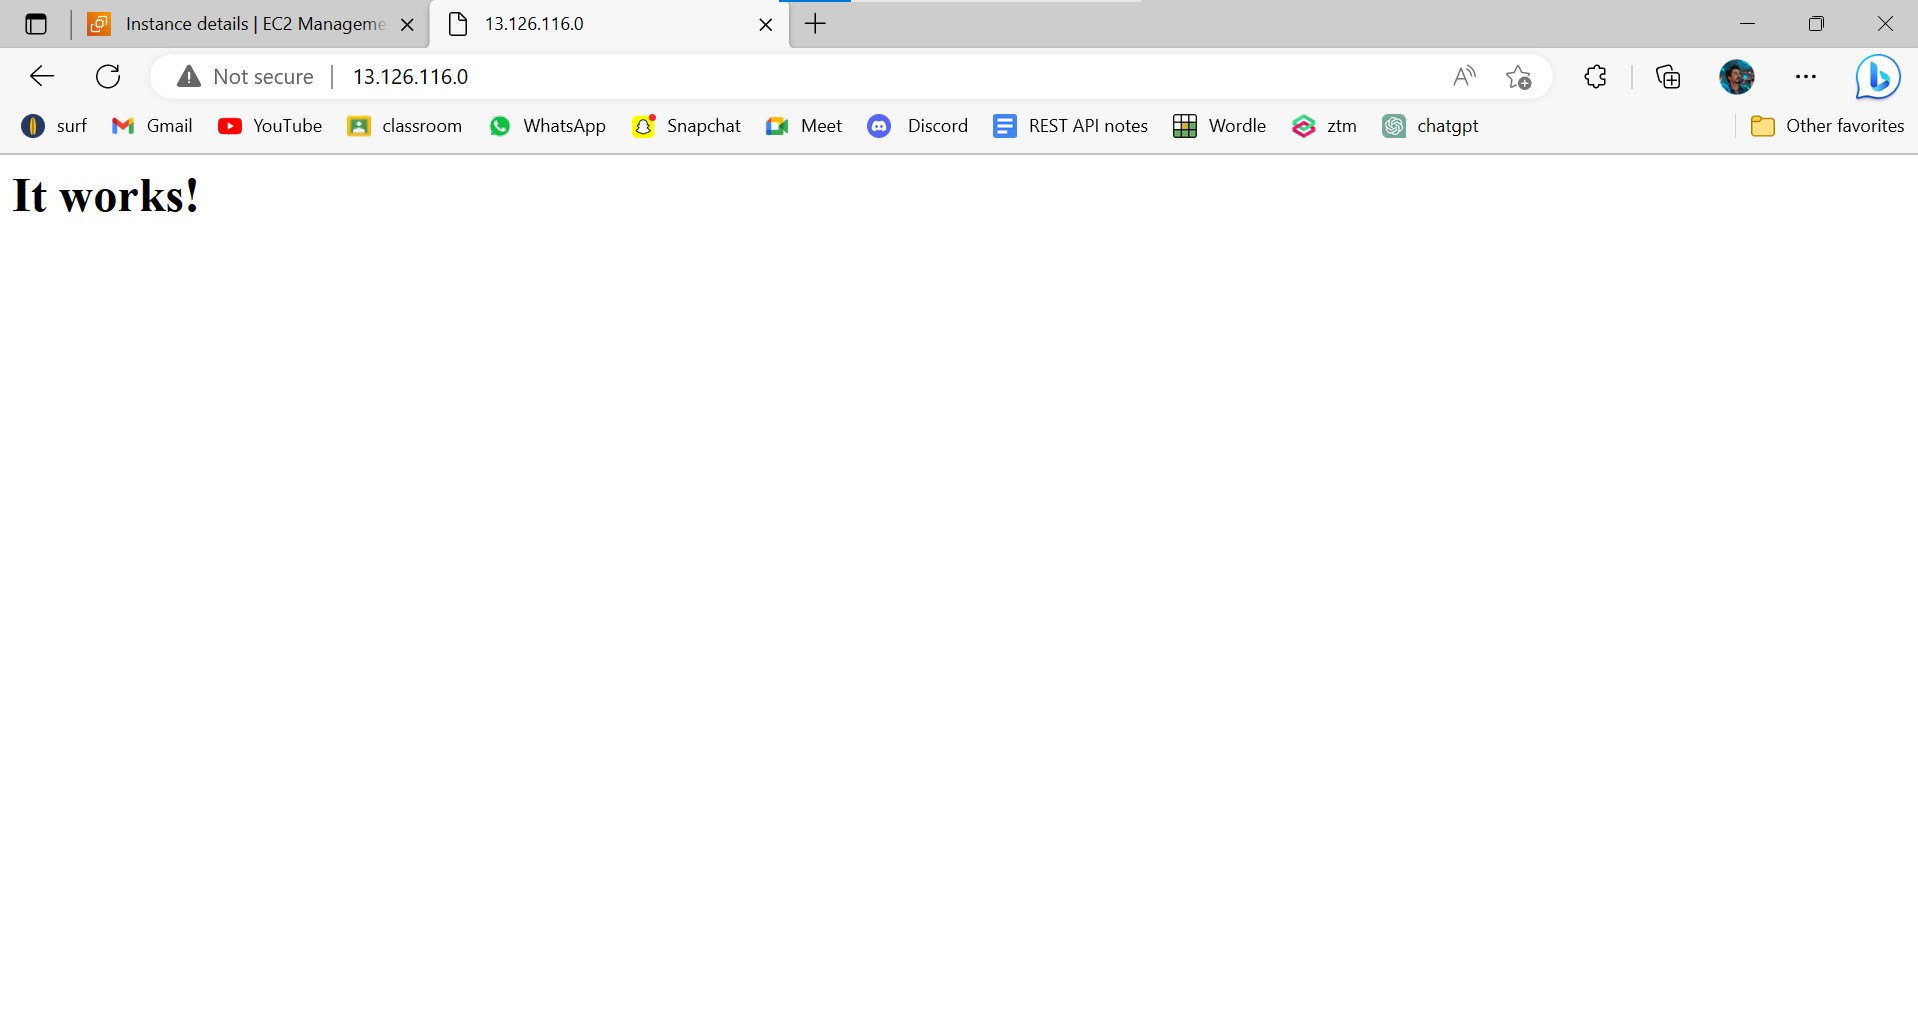 Instance details | EC2 Manageme
13.126.116.0
Not secure 13.126.116.0
surf Gmail YouTube classroom WhatsApp Snapchat Meet Discord REST API notes Wordle ztm chatgpt Other favorites
It works!